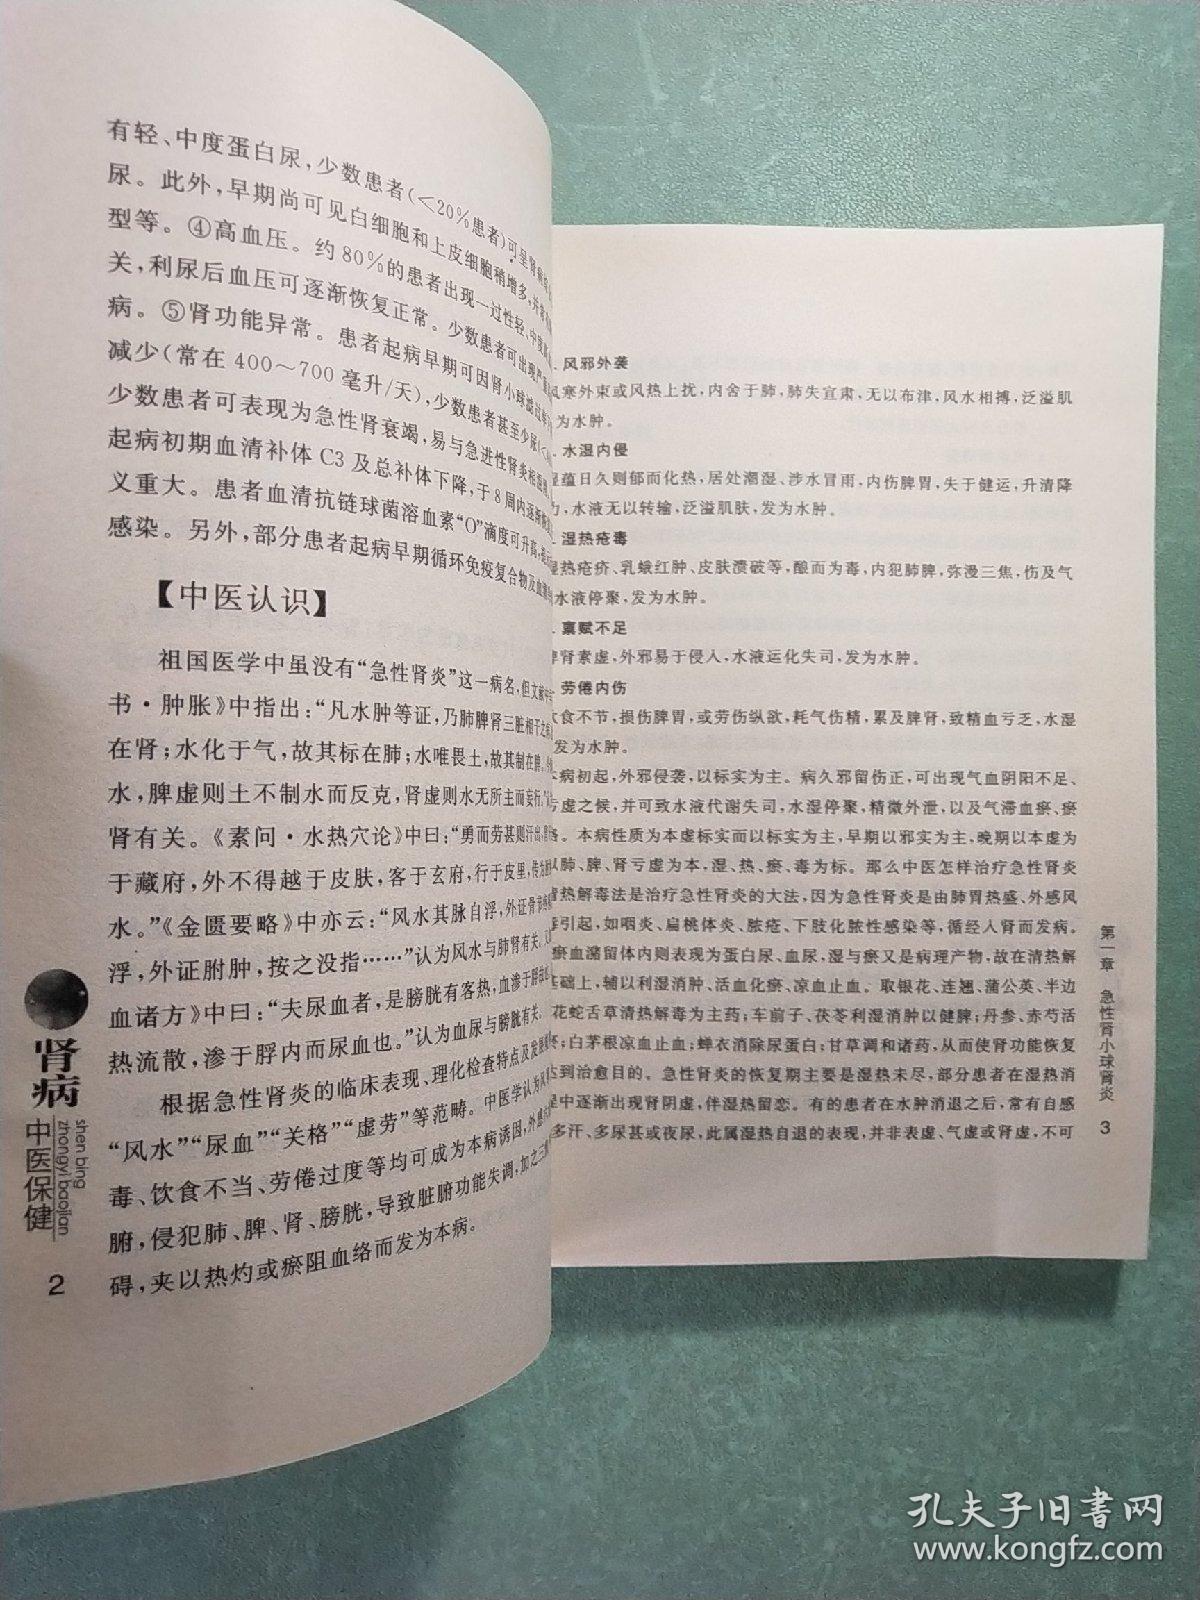 有轻、中度蛋白尿，少数患者(＜20％患者)可呈肾病
尿。此外，早期尚可见白细胞和上皮细胞稍增多，并
型等。④高血压。约80％的患者出现一过性轻、中度
关，利尿后血压可逐渐恢复正常。少数患者可出现严
病。⑤肾功能异常。患者起病早期可因肾小球滤过率
减少(常在400～700毫升/天)，少数患者甚至少尿(＜
少数患者可表现为急性肾衰竭，易与急进性肾炎相
起病初期血清补体C3及总补体下降，于8周内逐渐
义重大。患者血清抗链球菌溶血素“O”滴度可升高，
感染。另外，部分患者起病早期循环免疫复合物及血
【中医认识】
祖国医学中虽没有“急性肾炎”这一病名，但文献中
书·肿胀》中指出：“凡水肿等证，乃肺脾肾三脏相干之
在肾；水化于气，故其标在肺；水唯畏土，故其制在脾。
水，脾虚则土不制水而反克，肾虚则水无所主而妄行。”
肾有关。《素问·水热穴论》中曰：“勇而劳甚则汗出，
于藏府，外不得越于皮肤，客于玄府，行于皮里，传为
水。”《金匮要略》中亦云：“风水其脉自浮，外证骨节
浮，外证胕肿，按之没指……”认为风水与肺肾有关。
血诸方》中曰：“夫尿血者，是膀胱有客热，血渗于脬
热流散，渗于脬内而尿血也。”认为血尿与膀胱有关。
根据急性肾炎的临床表现、理化检查特点及发展
“风水”“尿血”“关格”“虚劳”等范畴。中医学认为风
毒、饮食不当、劳倦过度等均可成为本病诱因，外感
腑，侵犯肺、脾、肾、膀胱，导致脏腑功能失调，加之三
碍，夹以热灼或瘀阻血络而发为本病。
肾病
中医保健
shen bing
zhongyi baojian
2
. 风邪外袭
风寒外束或风热上扰，内舍于肺，肺失宣肃，无以布津，风水相搏，泛溢肌
为水肿。
. 水湿内侵
湿蕴日久则郁而化热，居处潮湿、涉水冒雨，内伤脾胃，失于健运，升清降
力，水液无以转输，泛溢肌肤，发为水肿。
. 湿热疮毒
湿热疮疥、乳蛾红肿、皮肤溃破等，酿而为毒，内犯肺脾，弥漫三焦，伤及气
水液停聚，发为水肿。
. 禀赋不足
脾肾素虚，外邪易于侵入，水液运化失司，发为水肿。
. 劳倦内伤
饮食不节，损伤脾胃，或劳伤纵欲，耗气伤精，累及脾肾，致精血亏乏，水湿
发为水肿。
本病初起，外邪侵袭，以标实为主。病久邪留伤正，可出现气血阴阳不足、
亏虚之候，并可致水液代谢失司，水湿停聚，精微外泄，以及气滞血瘀、瘀
。本病性质为本虚标实而以标实为主，早期以邪实为主，晚期以本虚为
以肺、脾、肾亏虚为本，湿、热、瘀、毒为标。那么中医怎样治疗急性肾炎
清热解毒法是治疗急性肾炎的大法，因为急性肾炎是由肺胃热盛、外感风
毒引起，如咽炎、扁桃体炎、脓疮、下肢化脓性感染等，循经人肾而发病。
瘀血潴留体内则表现为蛋白尿、血尿，湿与瘀又是病理产物，故在清热解
基础上，辅以利湿消肿、活血化瘀、凉血止血。取银花、连翘、蒲公英、半边
花蛇舌草清热解毒为主药；车前子、茯苓利湿消肿以健脾；丹参、赤芍活
；白茅根凉血止血；蝉衣消除尿蛋白；甘草调和诸药，从而使肾功能恢复
达到治愈目的。急性肾炎的恢复期主要是湿热未尽，部分患者在湿热消
程中逐渐出现肾阴虚，伴湿热留恋。有的患者在水肿消退之后，常有自感
多汗、多尿甚或夜尿，此属湿热自退的表现，并非表虚、气虚或肾虚，不可
第一章 急性肾小球肾炎
3
孔夫子旧书网
www.kongfz.com